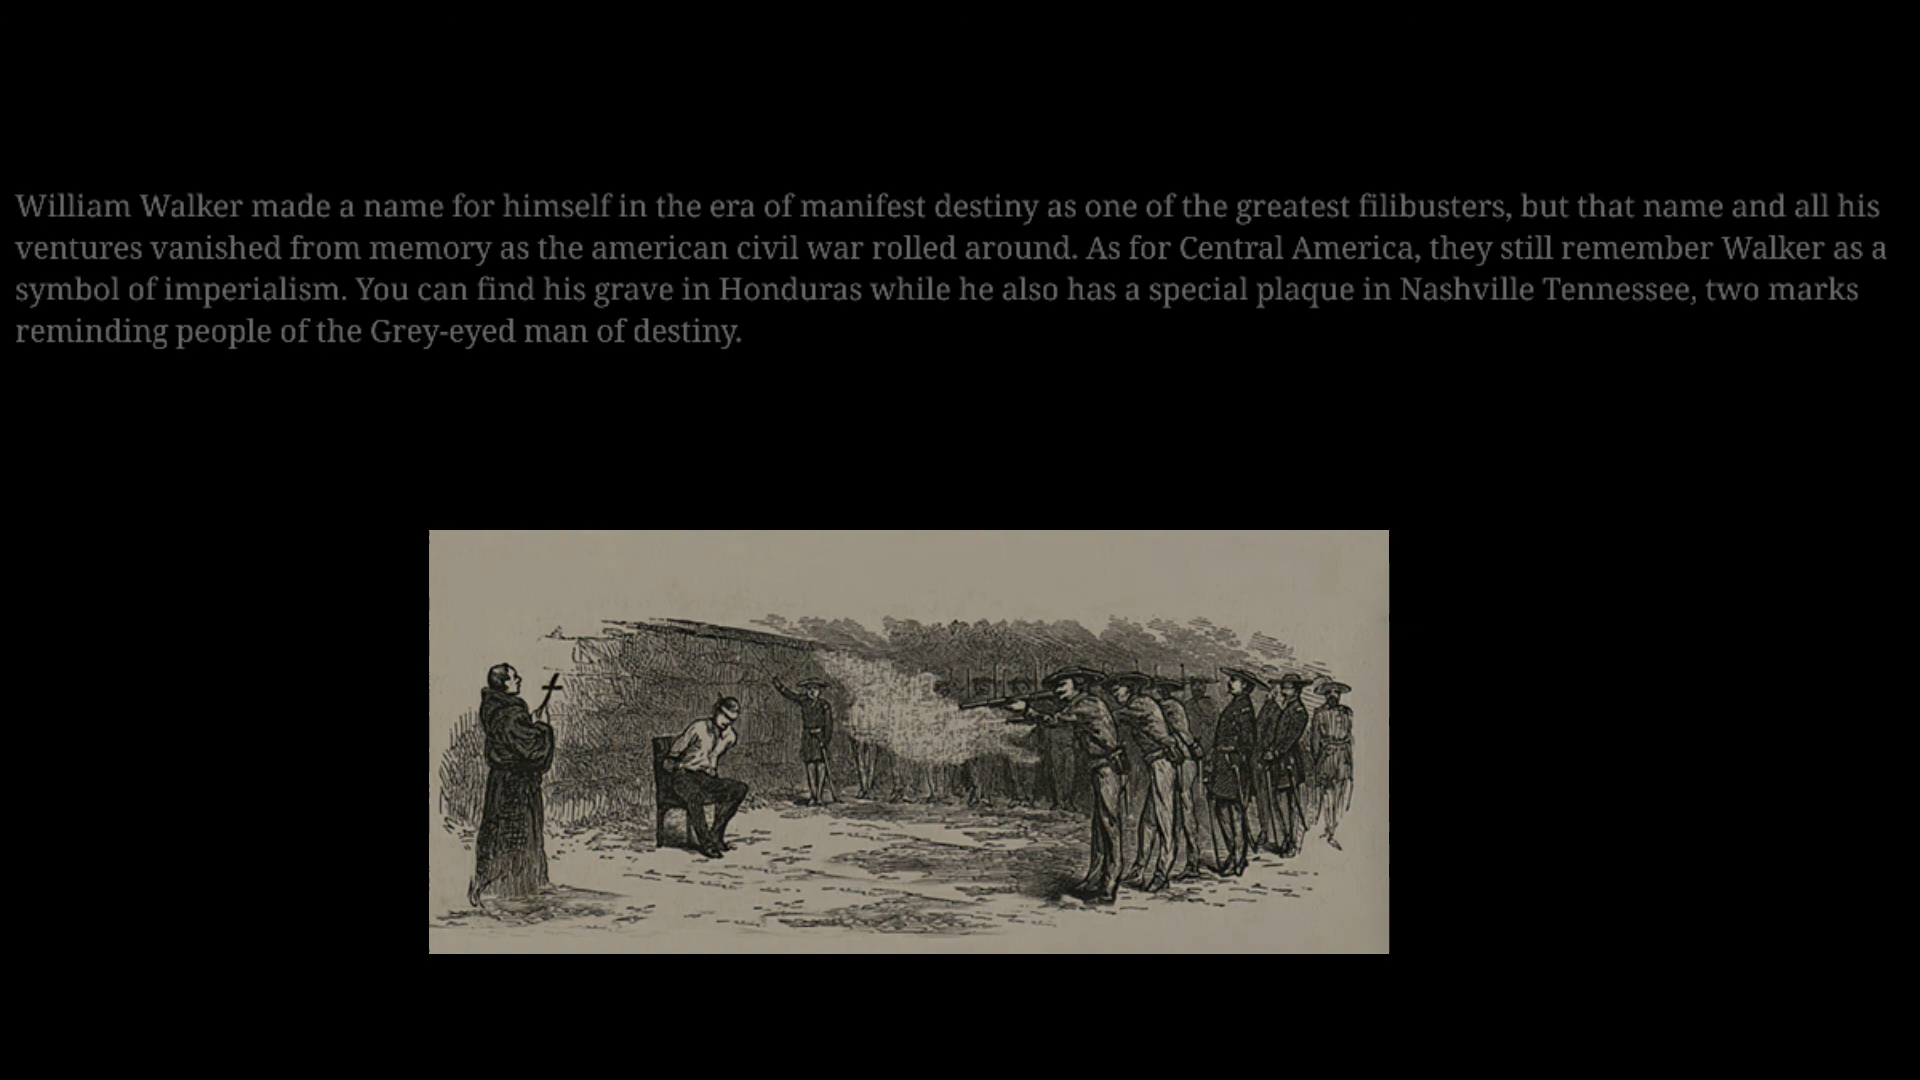 William Walker made a name for himself in the era of manifest destiny as one of the greatest filibusters, but that name and all his
ventures vanished from memory as the american civil war rolled around. As for Central America, they still remember Walker as a
symbol of imperialism. You can find his grave in Honduras while he also has a special plaque in Nashville Tennessee, two marks
reminding people of the Grey-eyed man of destiny.